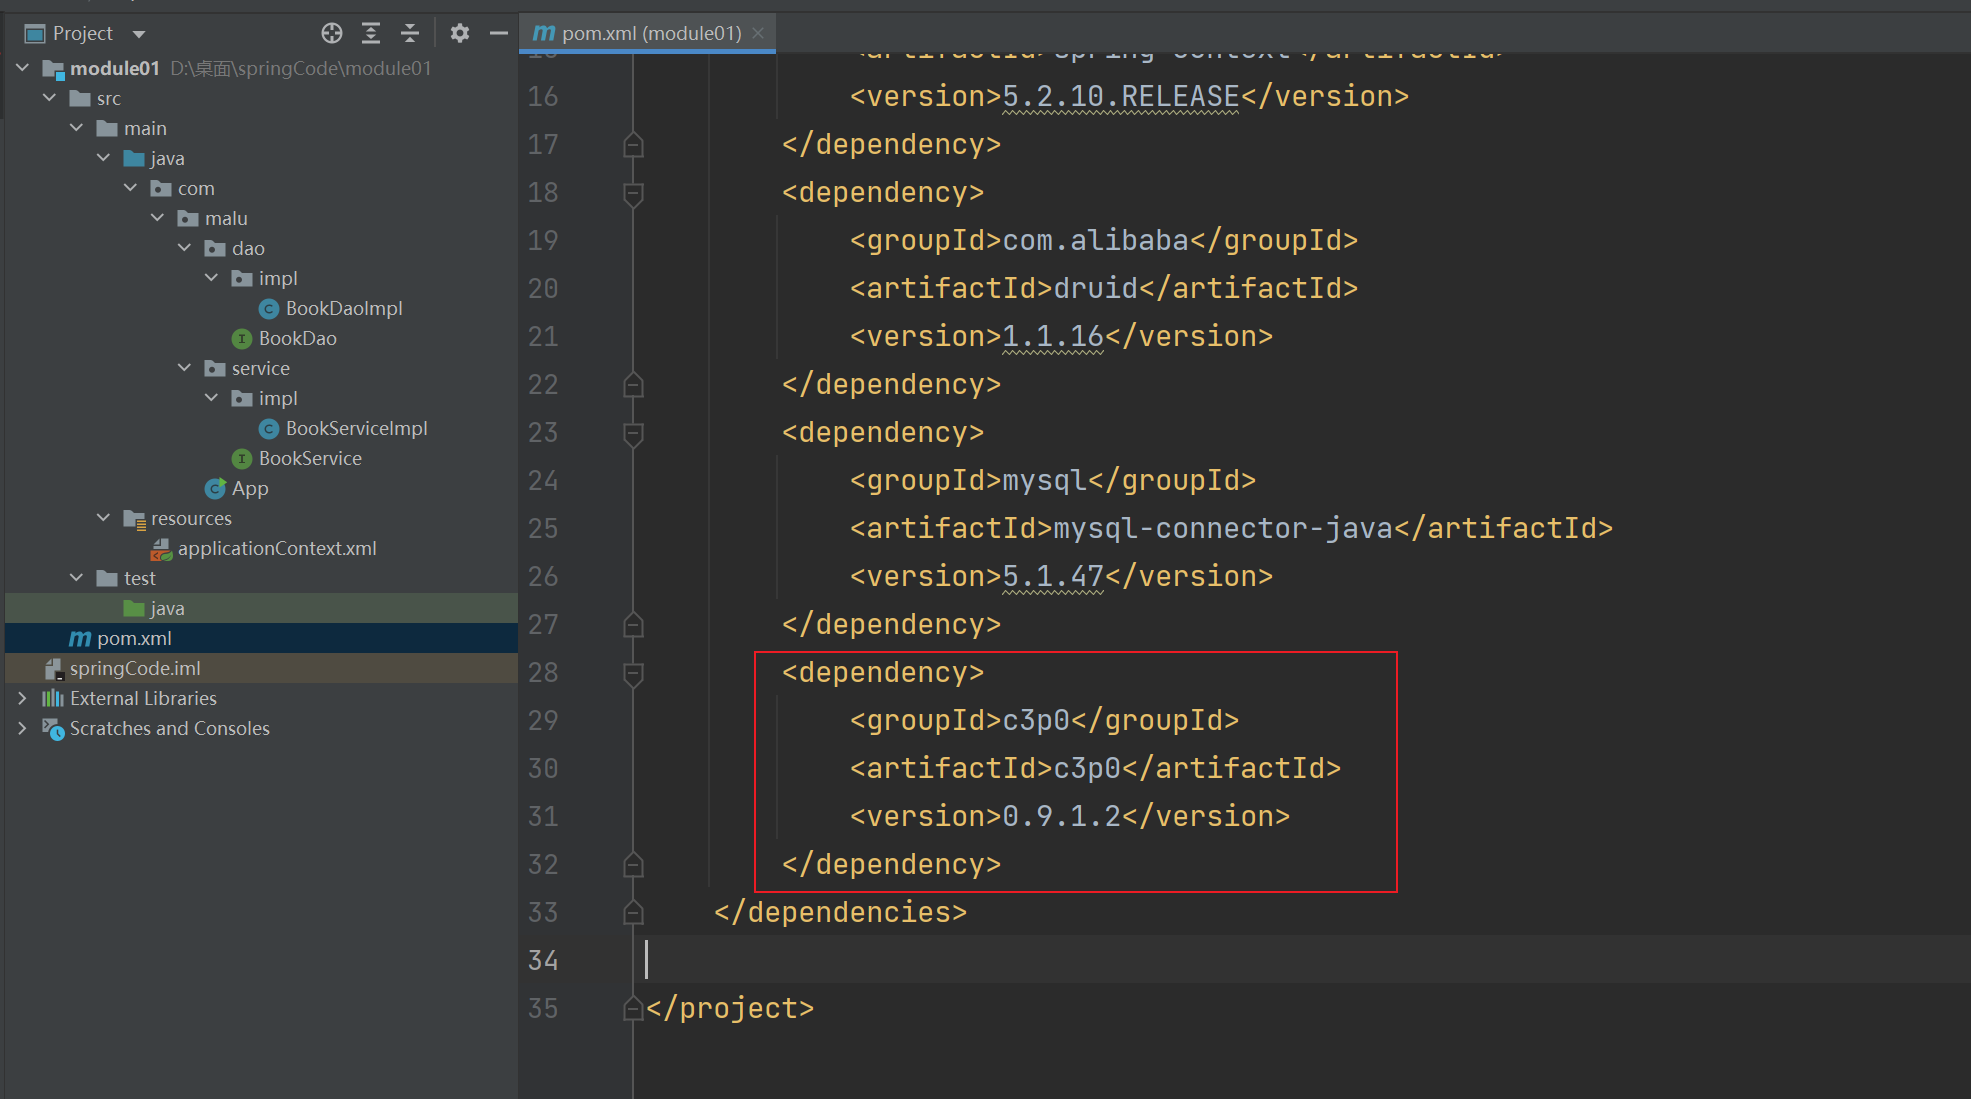 Project
module01 D:\桌面\springCode\module01
src
main
java
com
malu
dao
impl
BookDaoImpl
BookDao
service
impl
BookServiceImpl
BookService
App
resources
applicationContext.xml
test
java
pom.xml
springCode.iml
External Libraries
Scratches and Consoles
pom.xml (module01)
<artifactId>spring-context</artifactId>
16 <version>5.2.10.RELEASE</version>
17 </dependency>
18 <dependency>
19 <groupId>com.alibaba</groupId>
20 <artifactId>druid</artifactId>
21 <version>1.1.16</version>
22 </dependency>
23 <dependency>
24 <groupId>mysql</groupId>
25 <artifactId>mysql-connector-java</artifactId>
26 <version>5.1.47</version>
27 </dependency>
28 <dependency>
29 <groupId>c3p0</groupId>
30 <artifactId>c3p0</artifactId>
31 <version>0.9.1.2</version>
32 </dependency>
33 </dependencies>
34
35 </project>